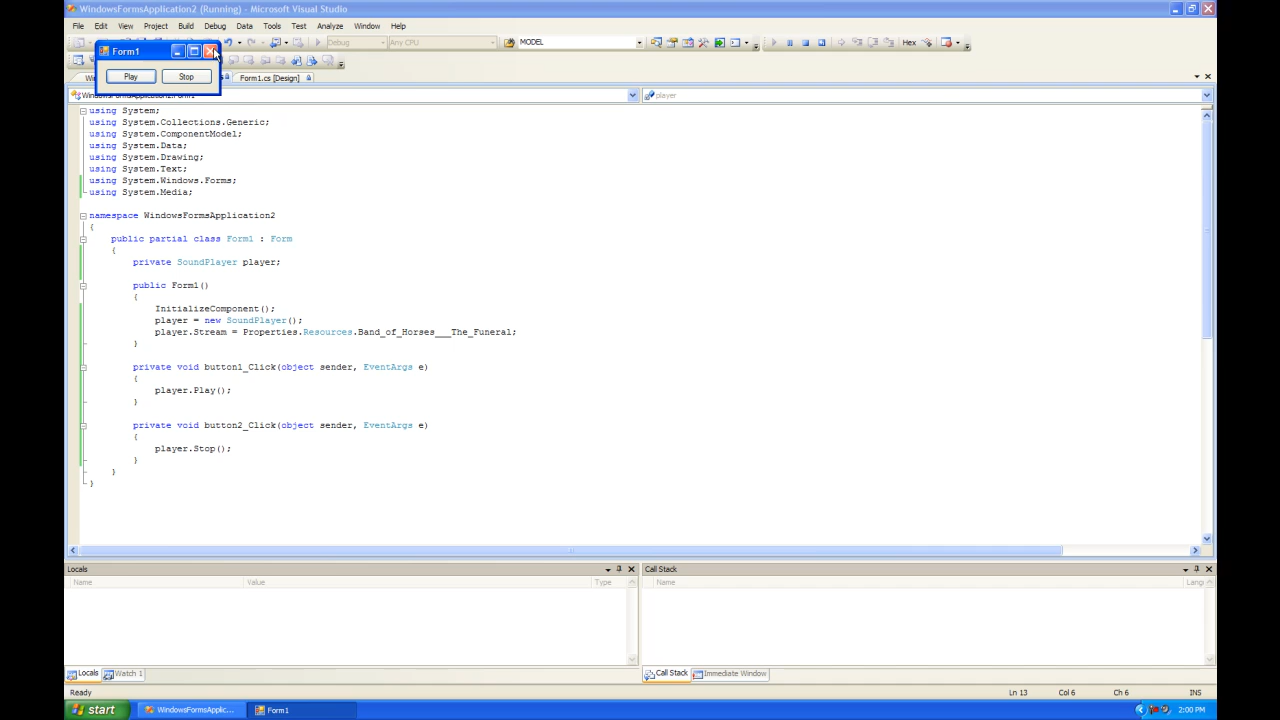 WindowsFormsApplication2 (Running) - Microsoft Visual Studio
File Edit View Project Build Debug Test Data Tools Analyze Window Help
Debug Any CPU MODEL Hex
Form1
Play Stop
Form1.cs [Design]
player
using System;
using System.Collections.Generic;
using System.ComponentModel;
using System.Data;
using System.Drawing;
using System.Text;
using System.Windows.Forms;
using System.Media;
namespace WindowsFormsApplication2
{
public partial class Form1 : Form
{
private SoundPlayer player;
public Form1()
{
InitializeComponent();
player = new SoundPlayer();
player.Stream = Properties.Resources.Band_of_Horses___The_Funeral;
}
private void button1_Click(object sender, EventArgs e)
{
player.Play();
}
private void button2_Click(object sender, EventArgs e)
{
player.Stop();
}
}
}
Locals
Name Value Type
Call Stack
Name Lang
Locals Watch 1
Call Stack Immediate Window
Ready Ln 13 Col 6 Ch 6 INS
start WindowsFormsApplic... Form1 2:00 PM